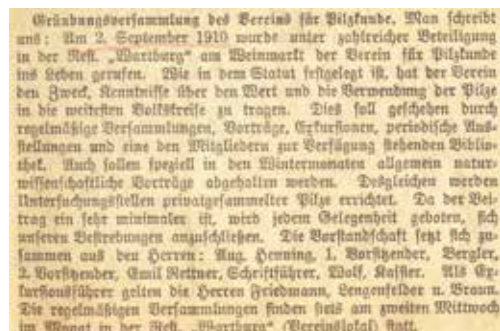 Gründungsversammlung des Vereins für Pilzkunde. Man schreibt
uns: Am 2. September 1910 wurde unter zahlreicher Beteiligung
in der Rest. „Wartburg" am Weinmarkt der Verein für Pilzkunde
ins Leben gerufen. Wie in dem Statut festgelegt ist, hat der Verein
den Zweck, Kenntnisse über den Wert und die Verwendung der Pilze
in die weitesten Volkskreise zu tragen. Dies soll geschehen durch
regelmäßige Versammlungen, Vorträge, Exkursionen, periodische Aus-
stellungen und eine den Mitgliedern zur Verfügung stehenden Biblio-
thek. Auch sollen speziell in den Wintermonaten allgemein natur-
wissenschaftliche Vorträge abgehalten werden. Desgleichen werden
Untersuchungsstellen privatgesammelter Pilze errichtet. Da der Bei-
trag ein sehr minimaler ist, wird jedem Gelegenheit geboten, sich
unseren Bestrebungen anzuschließen. Die Vorstandschaft setzt sich zu-
sammen aus den Herren: Aug. Henning, 1. Vorsitzender, Bergler,
2. Vorsitzender, Emil Rettner, Schriftführer, Wolf, Kassier. Als Ex-
kursionsführer gelten die Herren Friedmann, Lengenfelder u. Braun.
Die regelmäßigen Versammlungen finden stets am zweiten Mittwoch
im Monat in der Rest. „Wartburg" (Vereinslokal) statt.